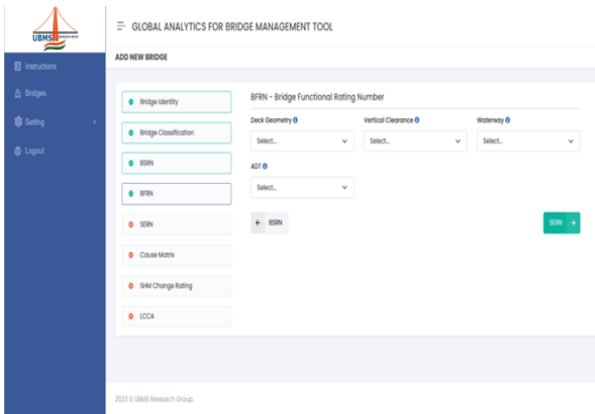 UBMS
GLOBAL ANALYTICS FOR BRIDGE MANAGEMENT TOOL
Instructions
Bridges
Setting
Logout
ADD NEW BRIDGE
Bridge Identity
Bridge Classification
BSRN
BFRN
SERN
Cause Matrix
SHM Change Rating
LCCA
BFRN - Bridge Functional Rating Number
Deck Geometry
Vertical Clearance
Waterway
Select...
Select...
Select...
ADT
Select...
← BSRN
SERN →
2023 © UBMS Research Group.